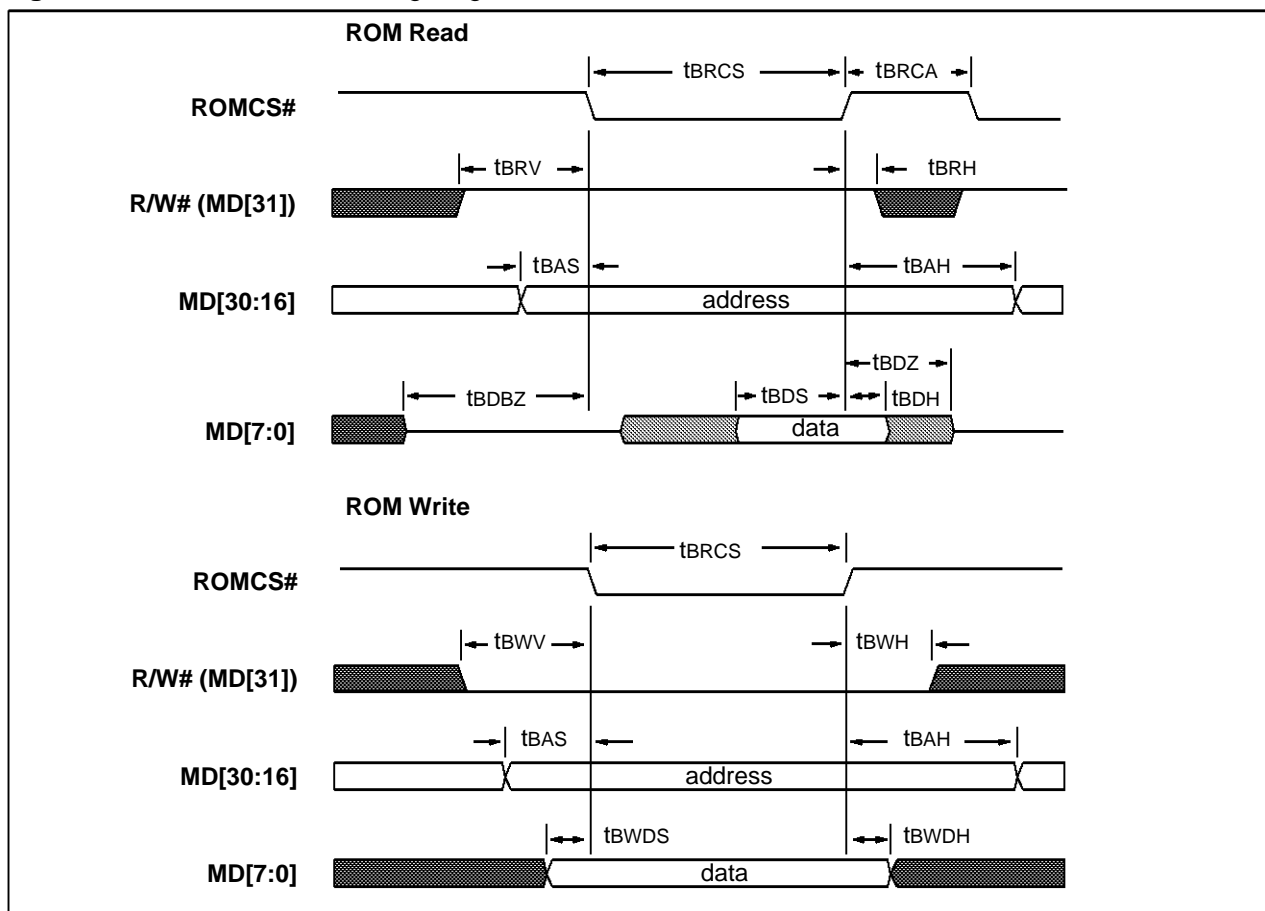 ROM Read
tBRCS tBRCA
ROMCS#
tBRV tBRH
R/W# (MD[31])
tBAS tBAH
MD[30:16] address
tBDZ
tBDBZ tBDS tBDH
MD[7:0] data
ROM Write
tBRCS
ROMCS#
tBWV tBWH
R/W# (MD[31])
tBAS tBAH
MD[30:16] address
tBWDS tBWDH
MD[7:0] data